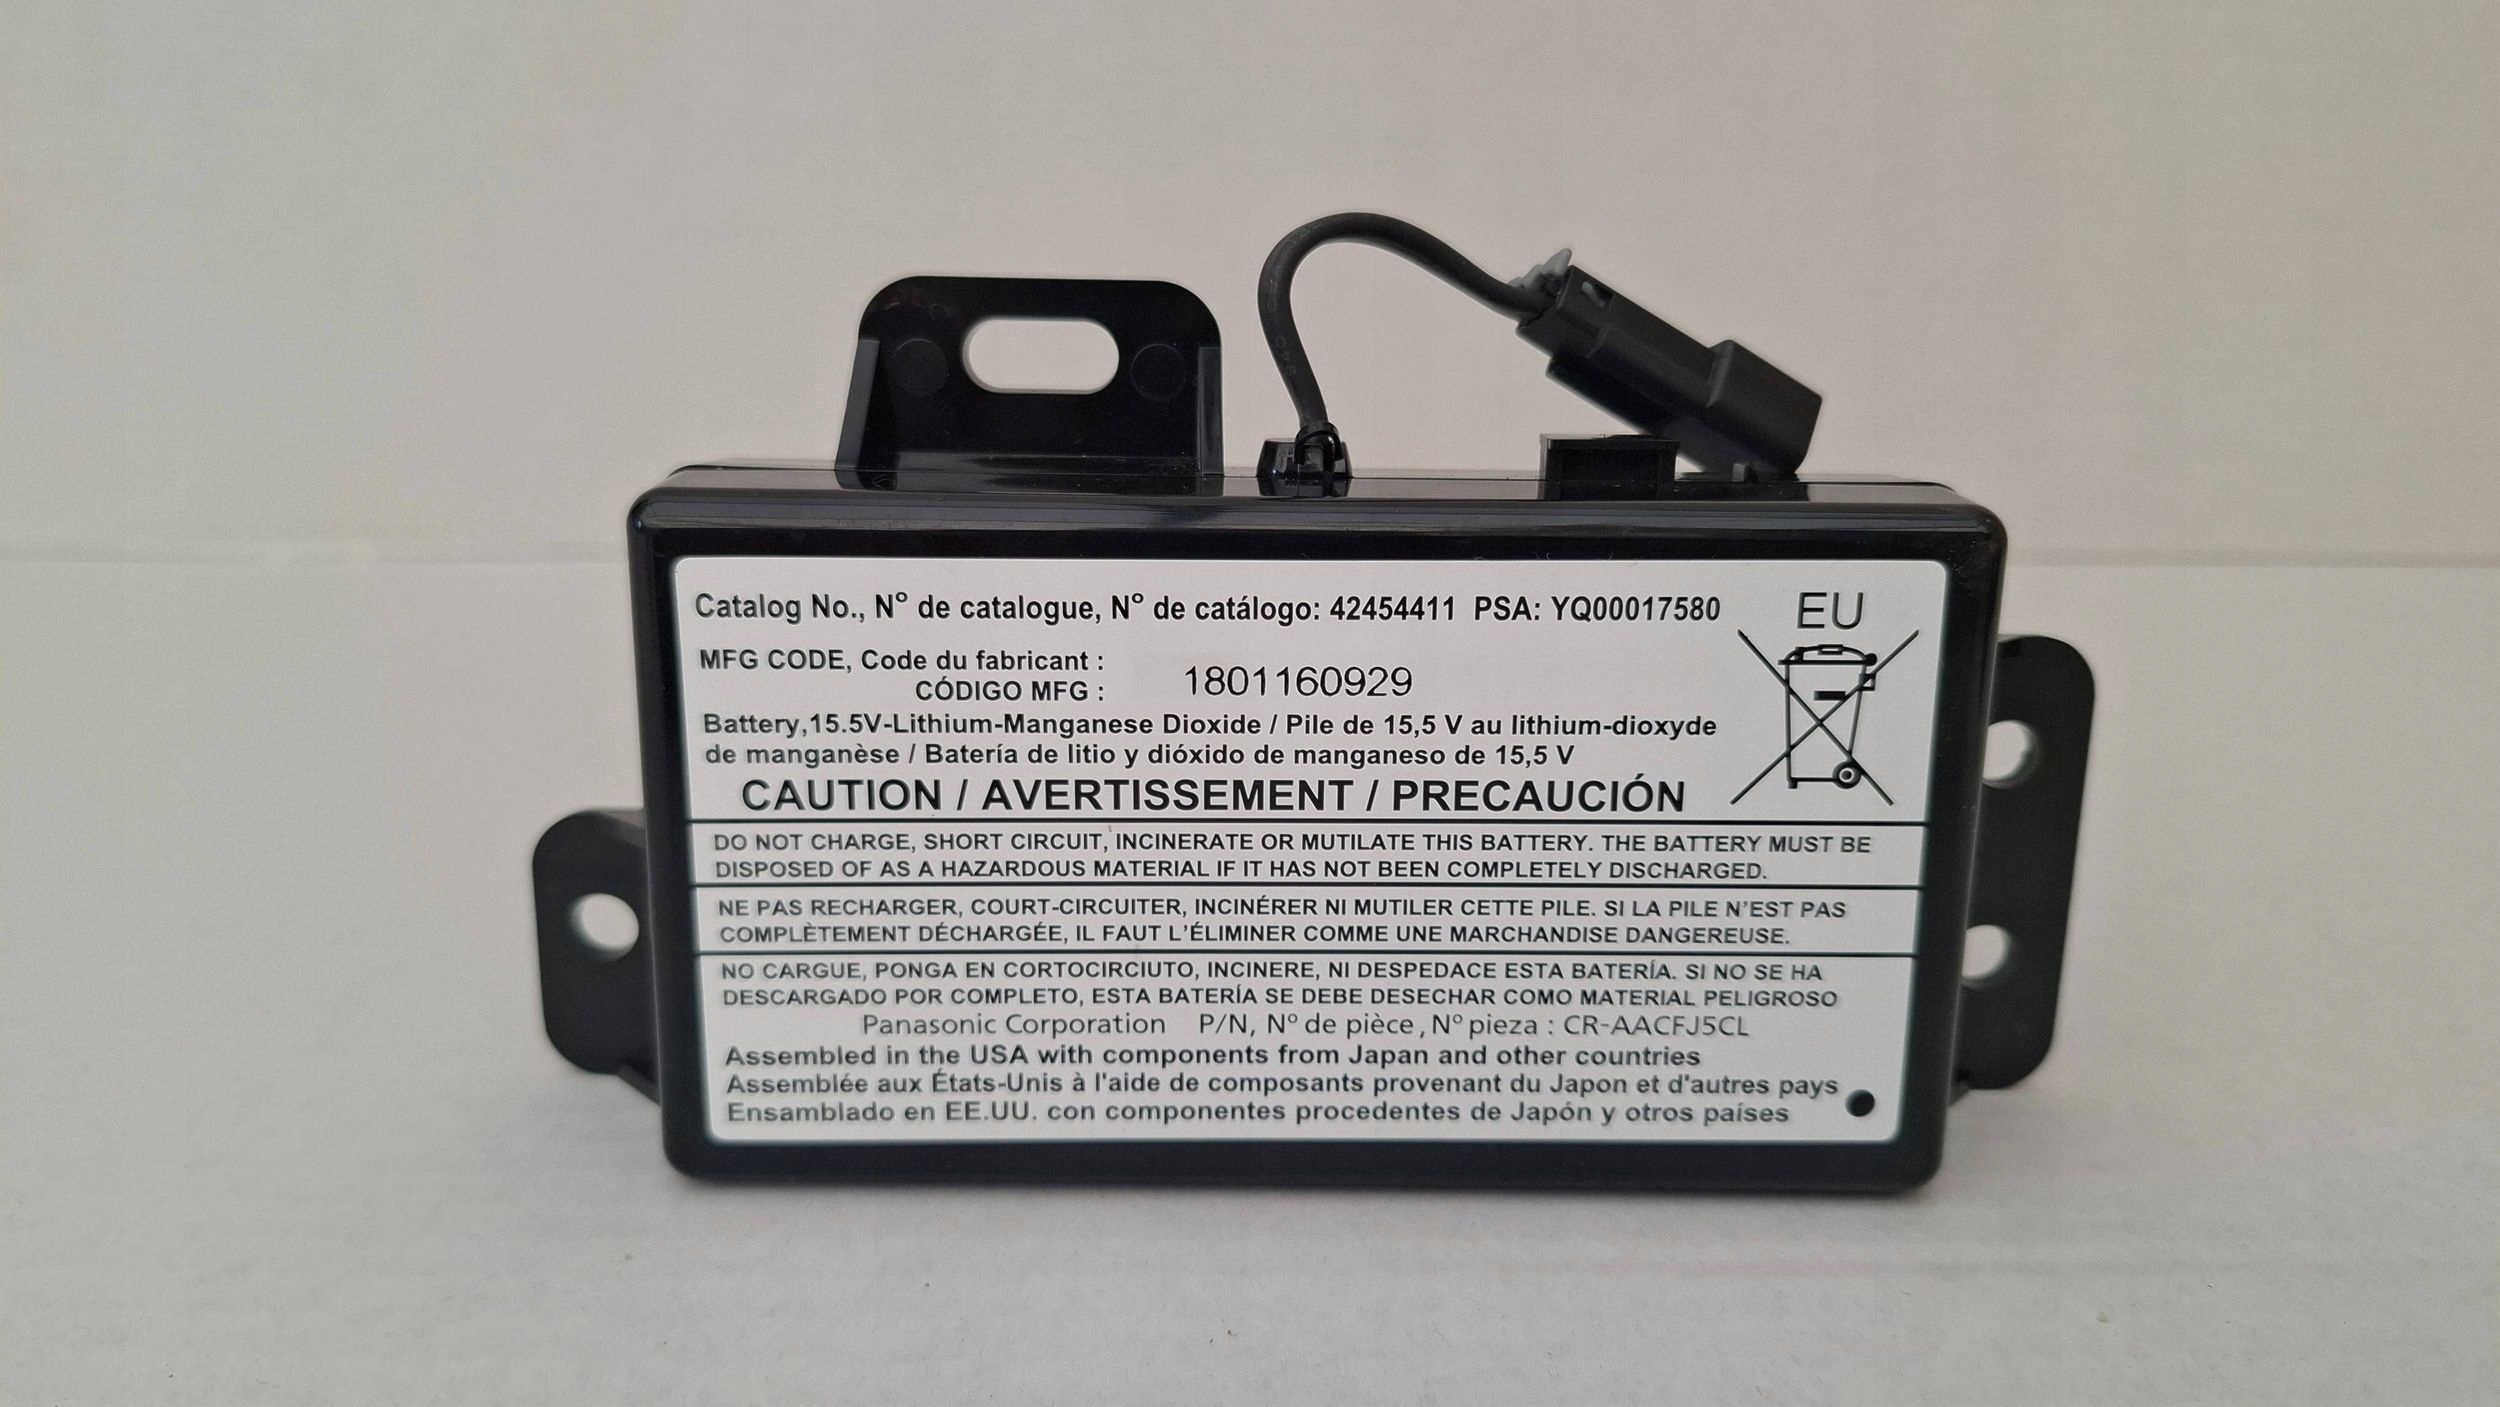 Catalog No., Nº de catalogue, Nº de catálogo: 42454411 PSA: YQ00017580
EU
MFG CODE, Code du fabricant :
CÓDIGO MFG :
1801160929
Battery,15.5V-Lithium-Manganese Dioxide / Pile de 15,5 V au lithium-dioxyde
de manganèse / Batería de litio y dióxido de manganeso de 15,5 V
CAUTION / AVERTISSEMENT / PRECAUCIÓN
DO NOT CHARGE, SHORT CIRCUIT, INCINERATE OR MUTILATE THIS BATTERY. THE BATTERY MUST BE
DISPOSED OF AS A HAZARDOUS MATERIAL IF IT HAS NOT BEEN COMPLETELY DISCHARGED.
NE PAS RECHARGER, COURT-CIRCUITER, INCINÉRER NI MUTILER CETTE PILE. SI LA PILE N'EST PAS
COMPLÈTEMENT DÉCHARGÉE, IL FAUT L'ÉLIMINER COMME UNE MARCHANDISE DANGEREUSE.
NO CARGUE, PONGA EN CORTOCIRCIUTO, INCINERE, NI DESPEDACE ESTA BATERÍA. SI NO SE HA
DESCARGADO POR COMPLETO, ESTA BATERÍA SE DEBE DESECHAR COMO MATERIAL PELIGROSO
Panasonic Corporation P/N, Nº de pièce, Nº pieza : CR-AACFJ5CL
Assembled in the USA with components from Japan and other countries
Assemblée aux États-Unis à l'aide de composants provenant du Japon et d'autres pays
Ensamblado en EE.UU. con componentes procedentes de Japón y otros países